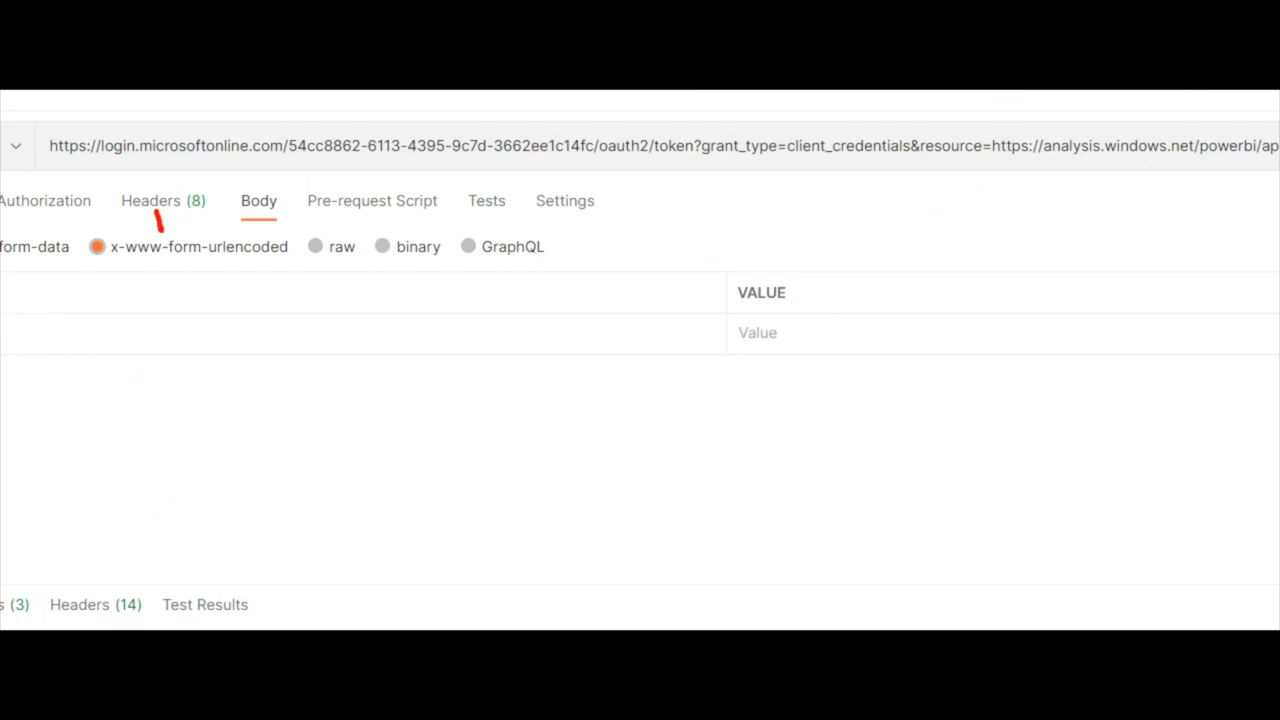 https://login.microsoftonline.com/54cc8862-6113-4395-9c7d-3662ee1c14fc/oauth2/token?grant_type=client_credentials&resource=https://analysis.windows.net/powerbi/ap
Authorization Headers (8) Body Pre-request Script Tests Settings
form-data x-www-form-urlencoded raw binary GraphQL
VALUE
Value
s (3) Headers (14) Test Results